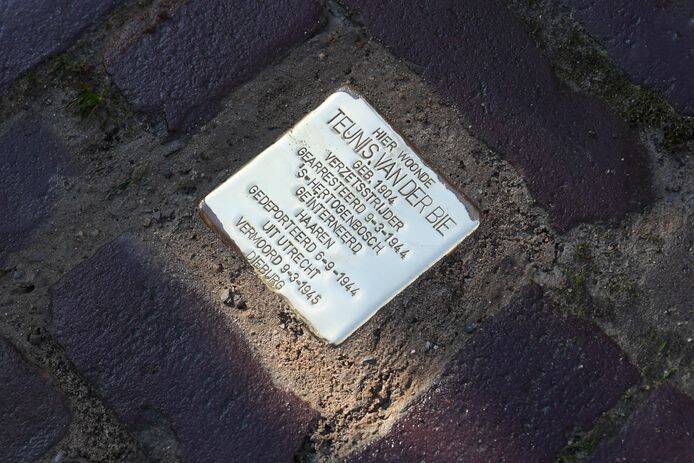 HIER WOONDE
TEUNIS VAN DER BIE
GEB. 1904
VERZETSSTRIJDER
GEARRESTEERD 9-3-1944
'S-HERTOGENBOSCH
GEÏNTERNEERD
HAAREN
GEDEPORTEERD 6-9-1944
UIT UTRECHT
VERMOORD 9-3-1945
DIEBURG